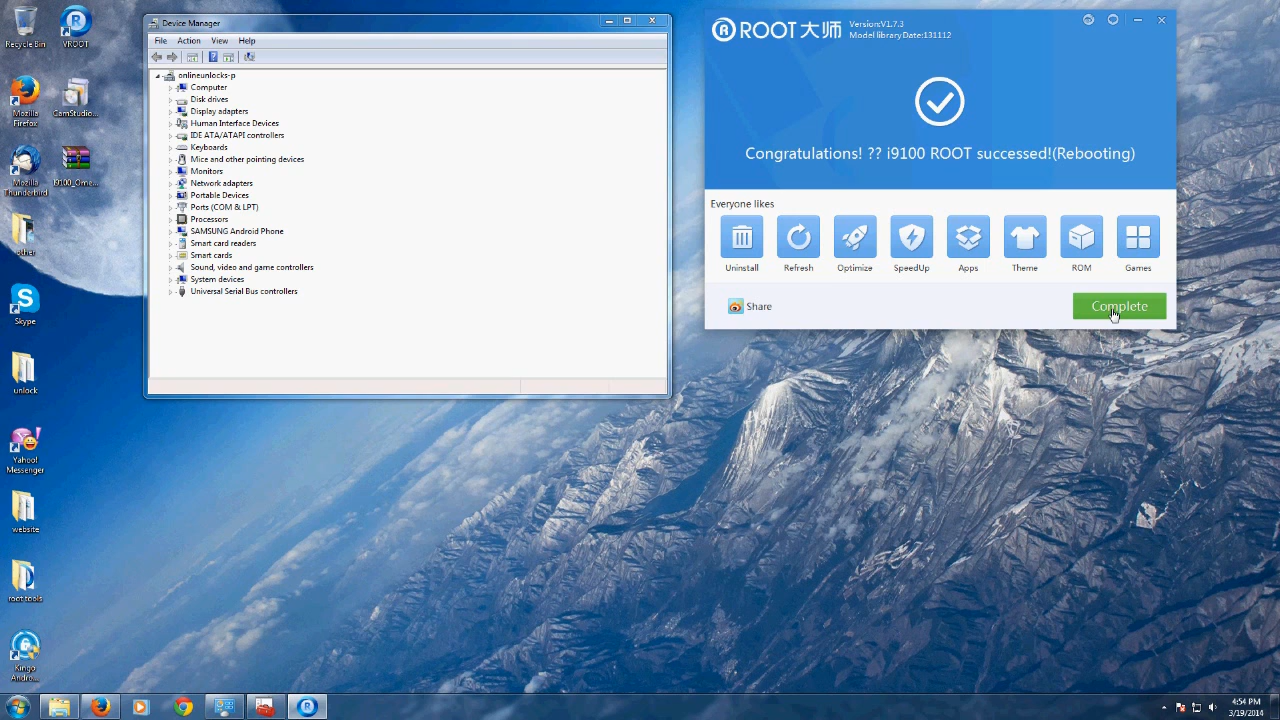 Recycle Bin
VROOT
Mozilla
Firefox
CamStudio...
Mozilla
Thunderbird
I9100_Ome...
other
Skype
unlock
Yahoo!
Messenger
website
root tools
Kingo
Andro...
Device Manager
File Action View Help
onlineunlocks-p
Computer
Disk drives
Display adapters
Human Interface Devices
IDE ATA/ATAPI controllers
Keyboards
Mice and other pointing devices
Monitors
Network adapters
Portable Devices
Ports (COM & LPT)
Processors
SAMSUNG Android Phone
Smart card readers
Smart cards
Sound, video and game controllers
System devices
Universal Serial Bus controllers
ROOT大师
Version:V1.7.3
Model library Date:131112
Congratulations! ?? i9100 ROOT successed!(Rebooting)
Everyone likes
Uninstall Refresh Optimize SpeedUp Apps Theme ROM Games
Share
Complete
4:54 PM
3/19/2014